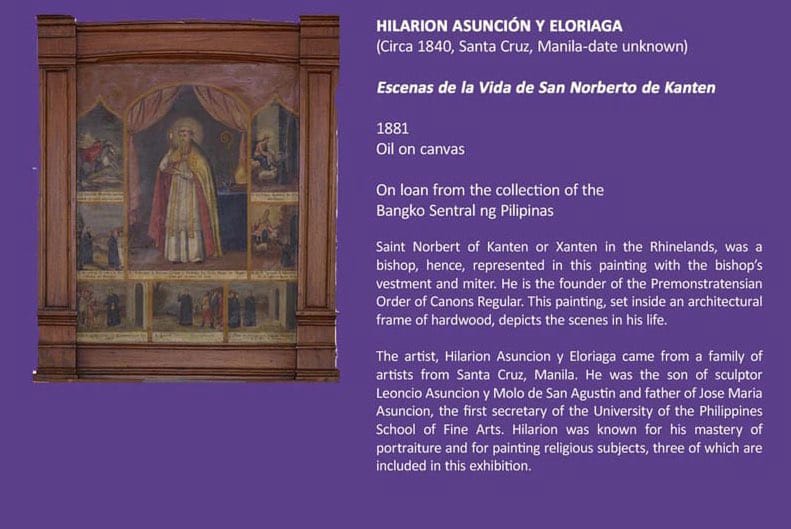 HILARION ASUNCIÓN Y ELORIAGA
(Circa 1840, Santa Cruz, Manila-date unknown)
Escenas de la Vida de San Norberto de Kanten
1881
Oil on canvas
On loan from the collection of the
Bangko Sentral ng Pilipinas
Saint Norbert of Kanten or Xanten in the Rhinelands, was a
bishop, hence, represented in this painting with the bishop's
vestment and miter. He is the founder of the Premonstratensian
Order of Canons Regular. This painting, set inside an architectural
frame of hardwood, depicts the scenes in his life.
The artist, Hilarion Asuncion y Eloriaga came from a family of
artists from Santa Cruz, Manila. He was the son of sculptor
Leoncio Asuncion y Molo de San Agustin and father of Jose Maria
Asuncion, the first secretary of the University of the Philippines
School of Fine Arts. Hilarion was known for his mastery of
portraiture and for painting religious subjects, three of which are
included in this exhibition.